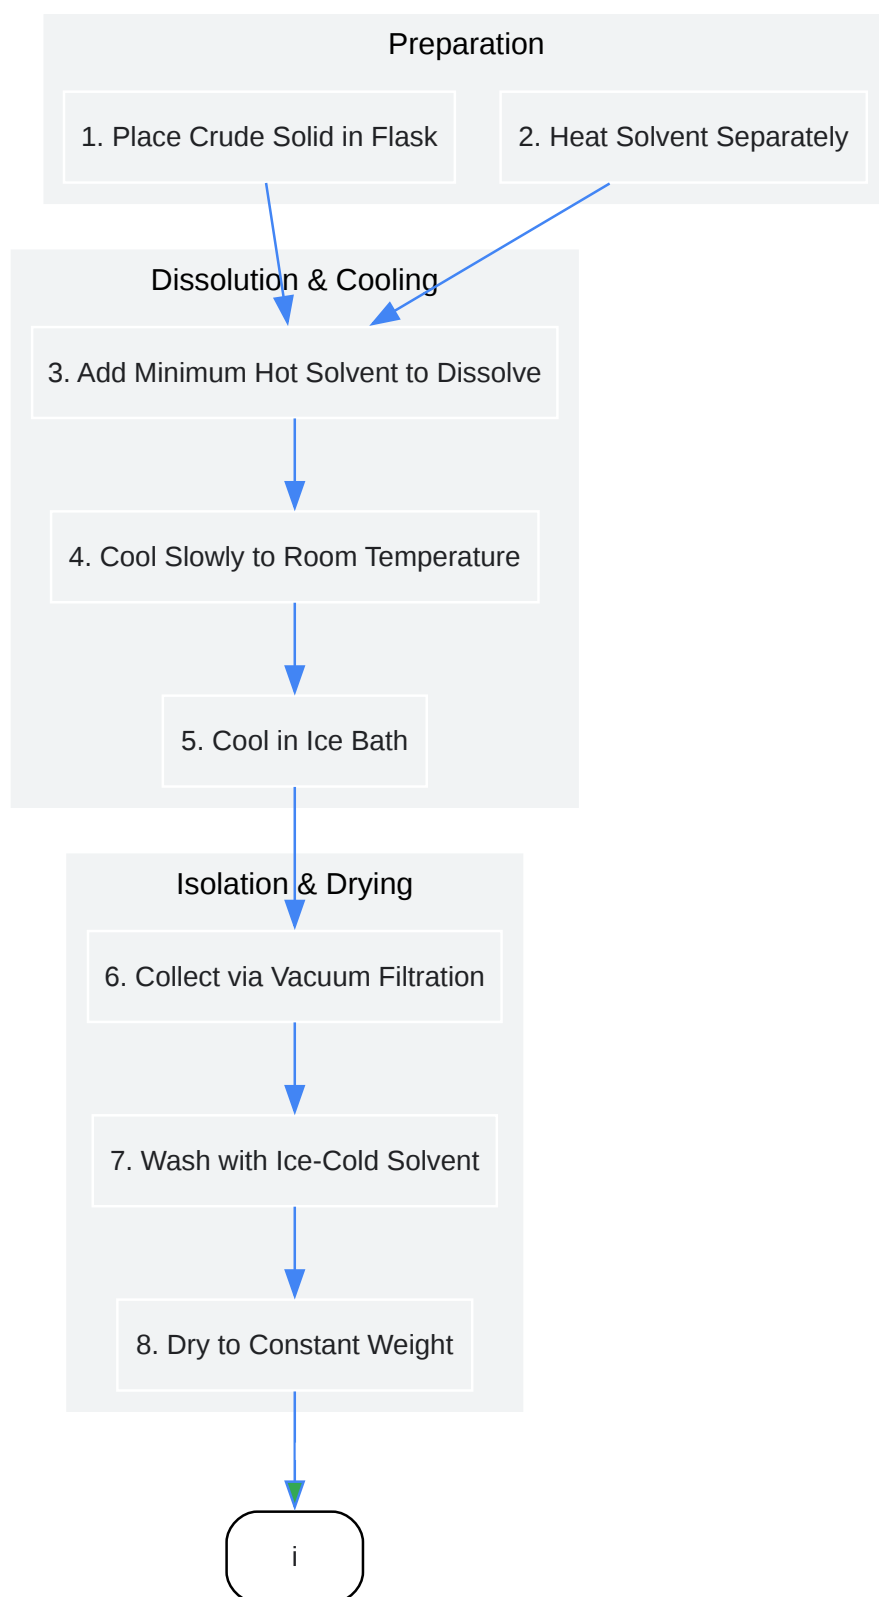 Preparation
1. Place Crude Solid in Flask
2. Heat Solvent Separately
Dissolution & Cooling
3. Add Minimum Hot Solvent to Dissolve
4. Cool Slowly to Room Temperature
5. Cool in Ice Bath
Isolation & Drying
6. Collect via Vacuum Filtration
7. Wash with Ice-Cold Solvent
8. Dry to Constant Weight
i